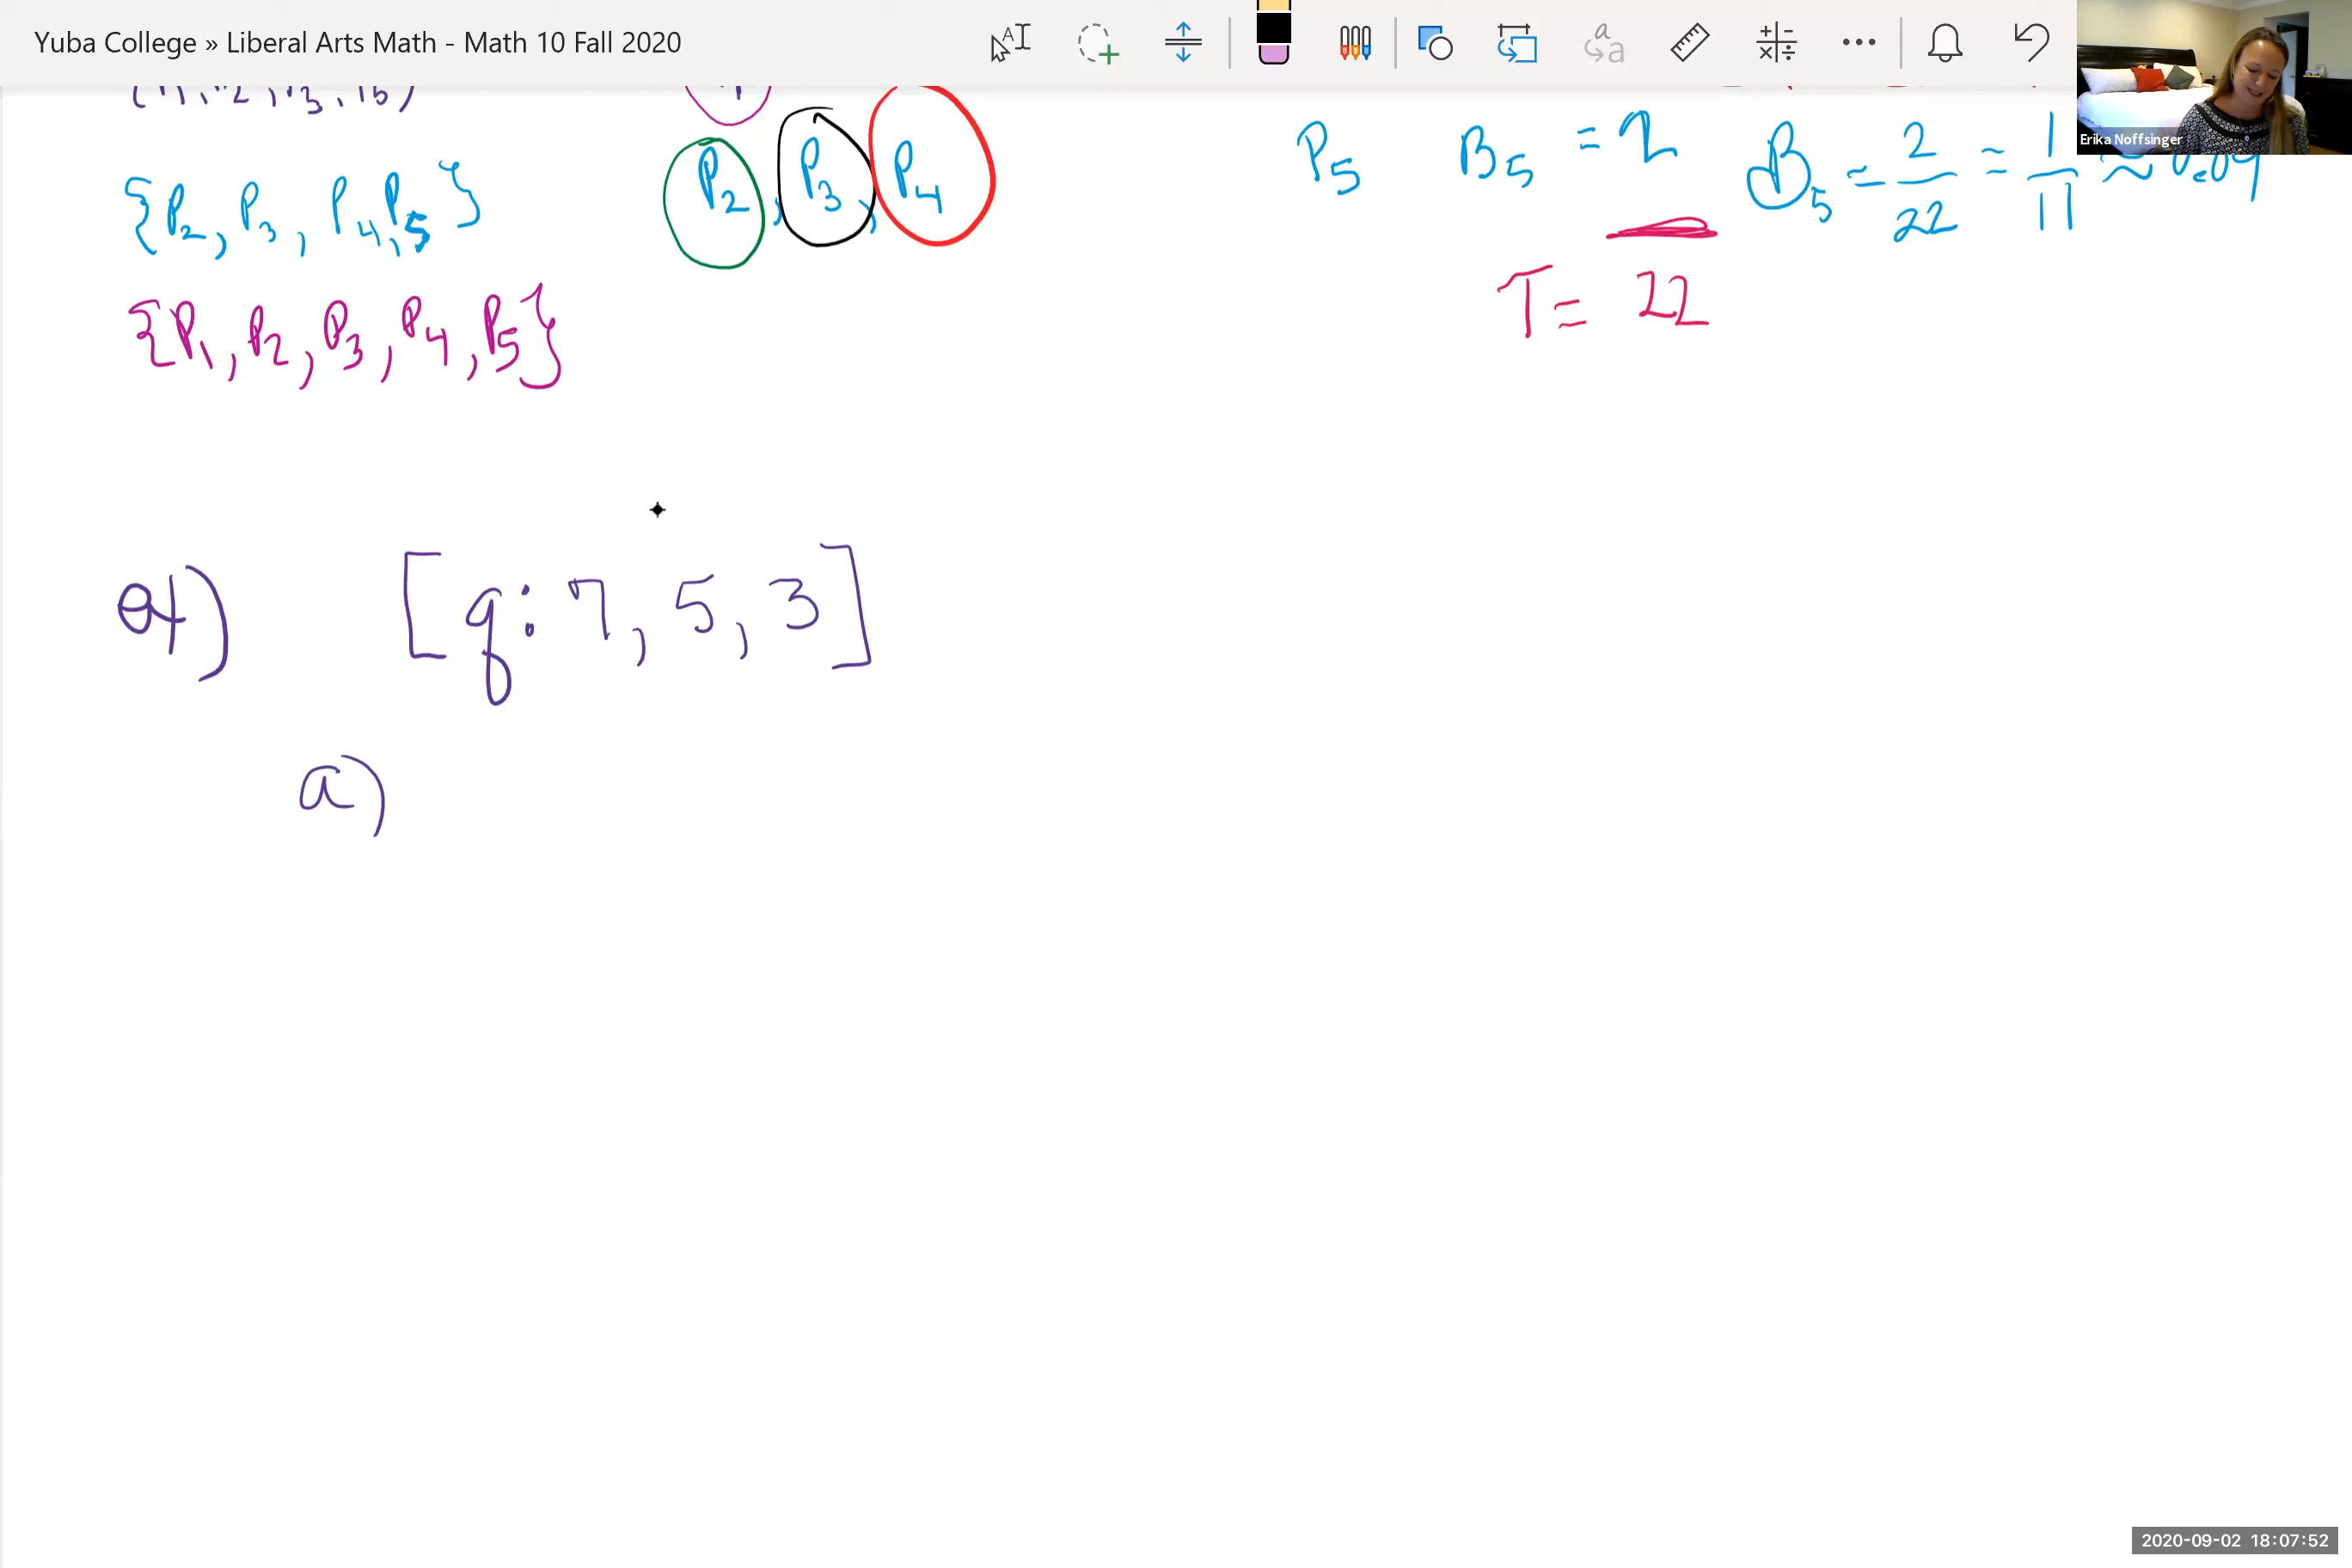 Yuba College » Liberal Arts Math - Math 10 Fall 2020
Erika Noffsinger
{P2, P3, P4, P5}
P2, P3, P4
P5 B5 = 2 B5 = 2/22 = 1/11 ≈ 0.09
{P1, P2, P3, P4, P5}
T = 22
[q: 7, 5, 3]
a)
2020-09-02 18:07:52